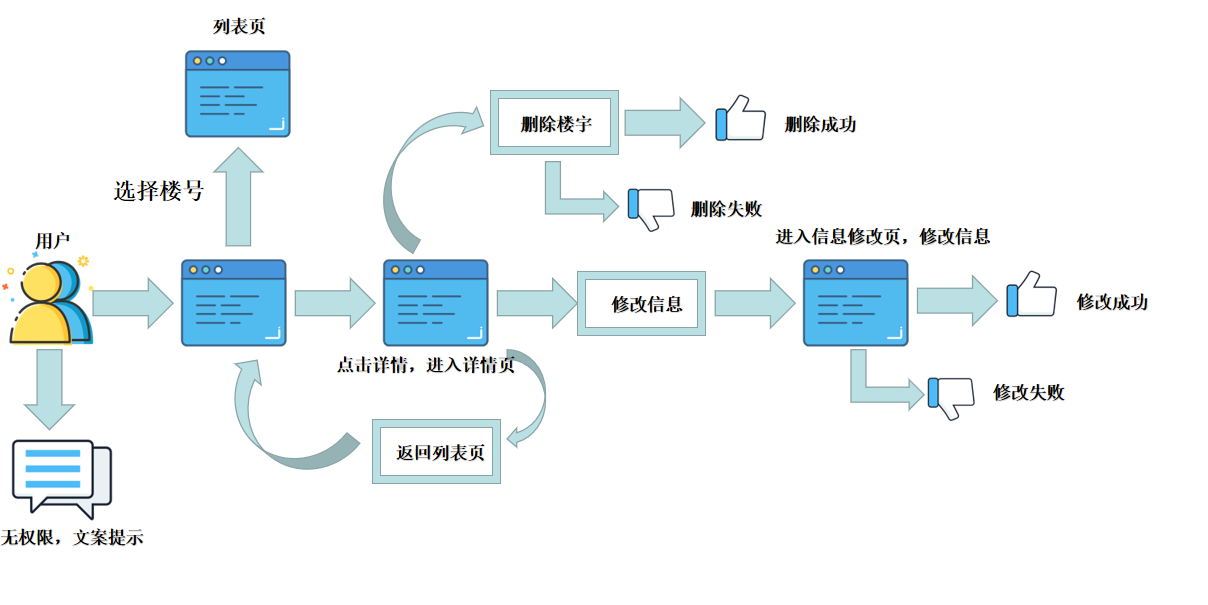 列表页
删除楼宇
删除成功
选择楼号
删除失败
用户
进入信息修改页，修改信息
修改信息
修改成功
点击详情，进入详情页
修改失败
返回列表页
无权限，文案提示